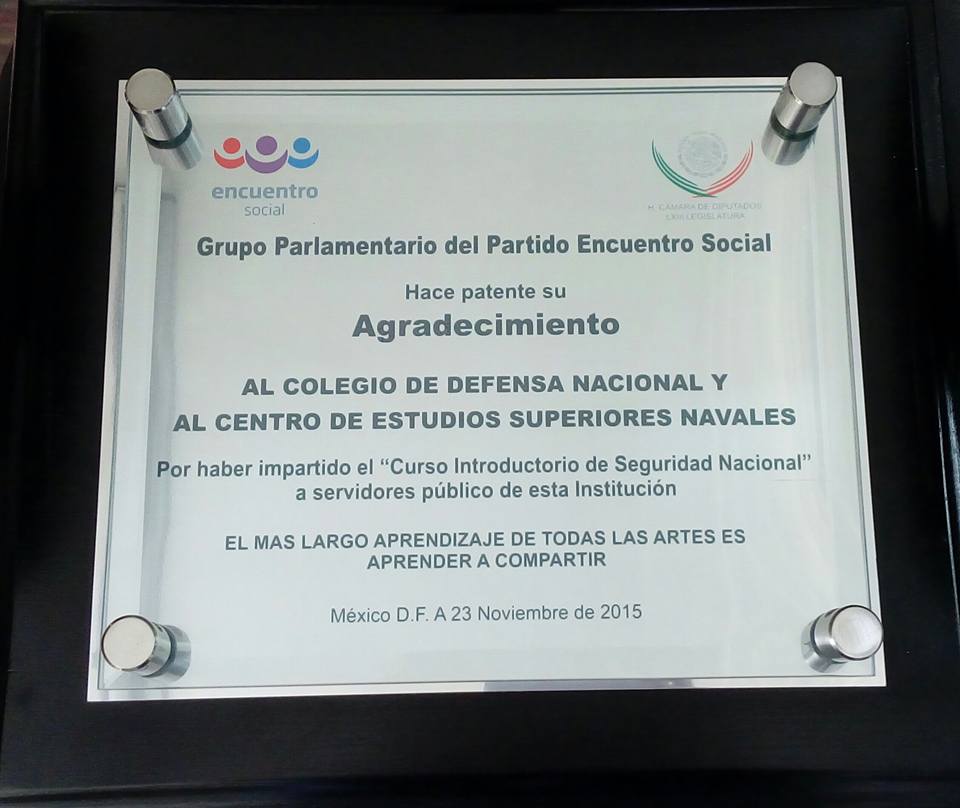 encuentro
social
H. CÁMARA DE DIPUTADOS
LXIII LEGISLATURA
Grupo Parlamentario del Partido Encuentro Social
Hace patente su
Agradecimiento
AL COLEGIO DE DEFENSA NACIONAL Y
AL CENTRO DE ESTUDIOS SUPERIORES NAVALES
Por haber impartido el “Curso Introductorio de Seguridad Nacional”
a servidores público de esta Institución
EL MAS LARGO APRENDIZAJE DE TODAS LAS ARTES ES
APRENDER A COMPARTIR
México D.F. A 23 Noviembre de 2015